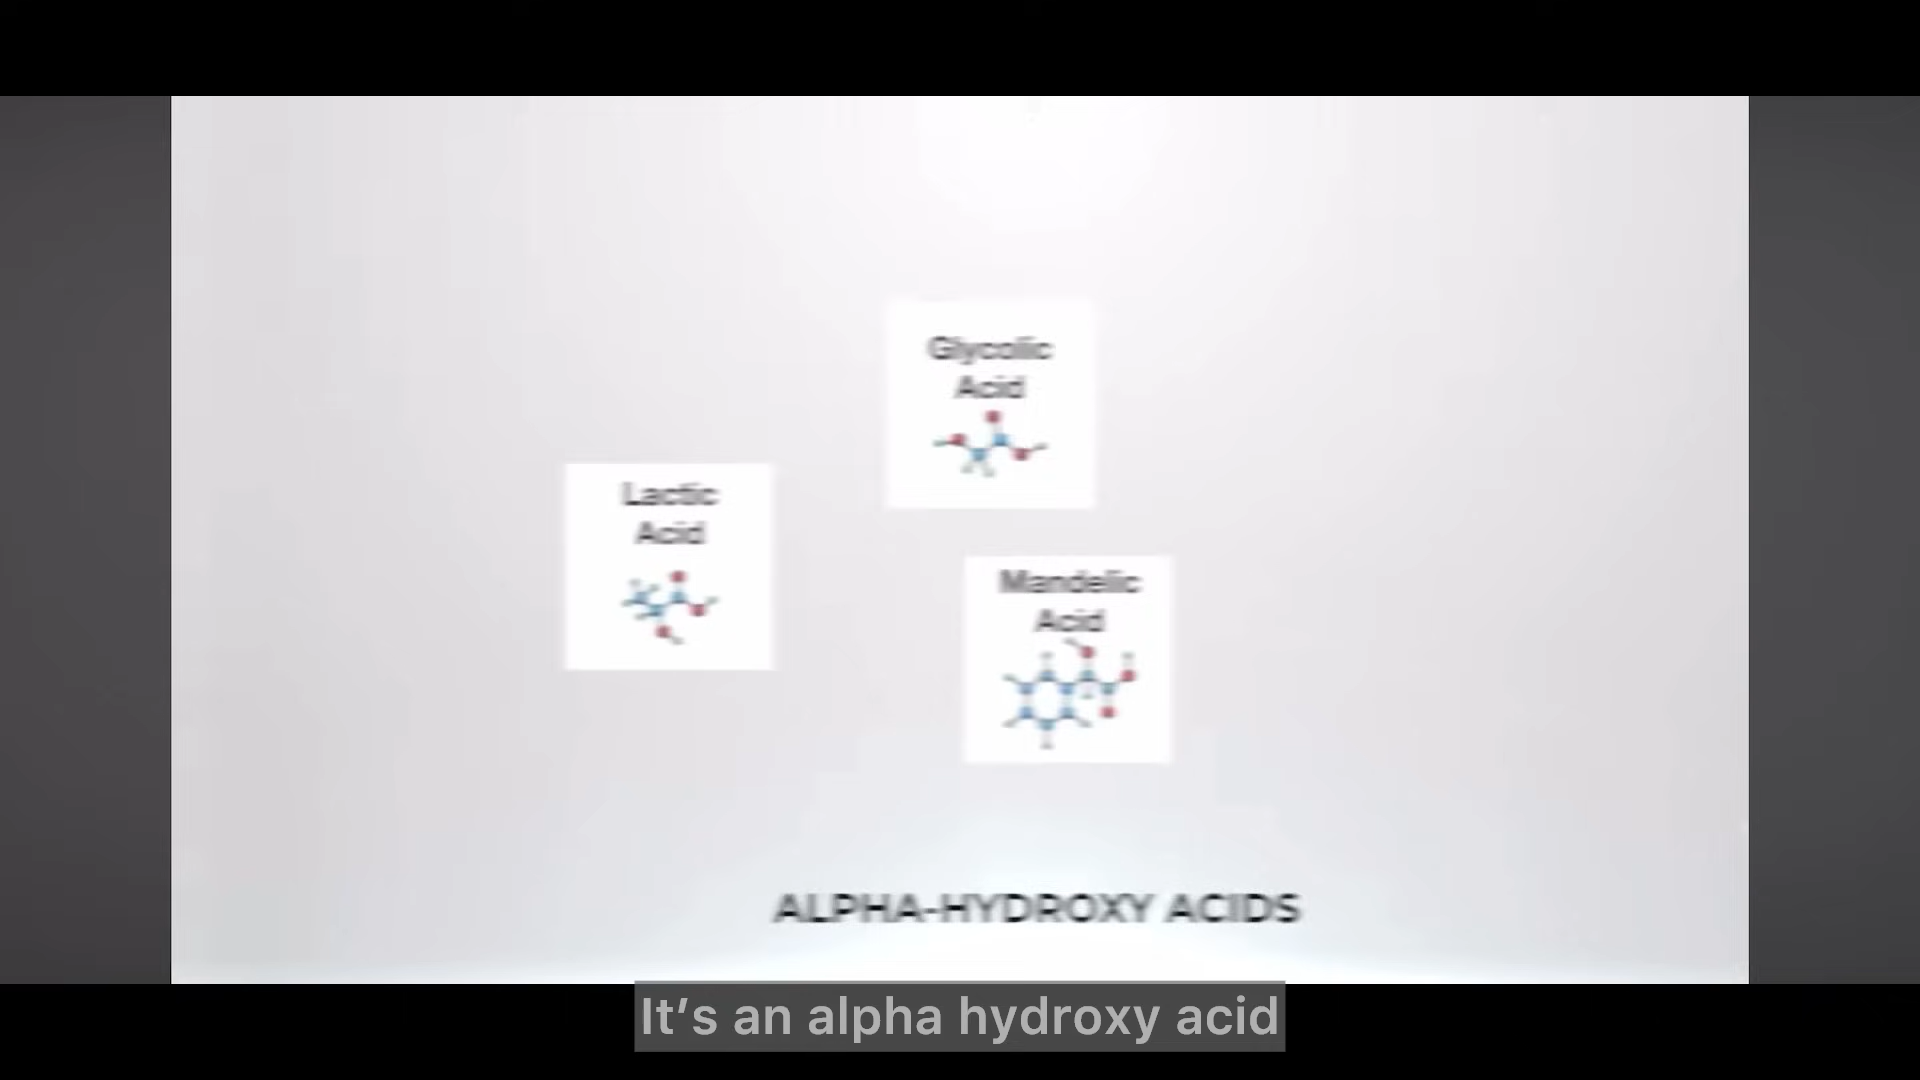 Glycolic
Acid
Lactic
Acid
Mandelic
Acid
ALPHA-HYDROXY ACIDS
It’s an alpha hydroxy acid